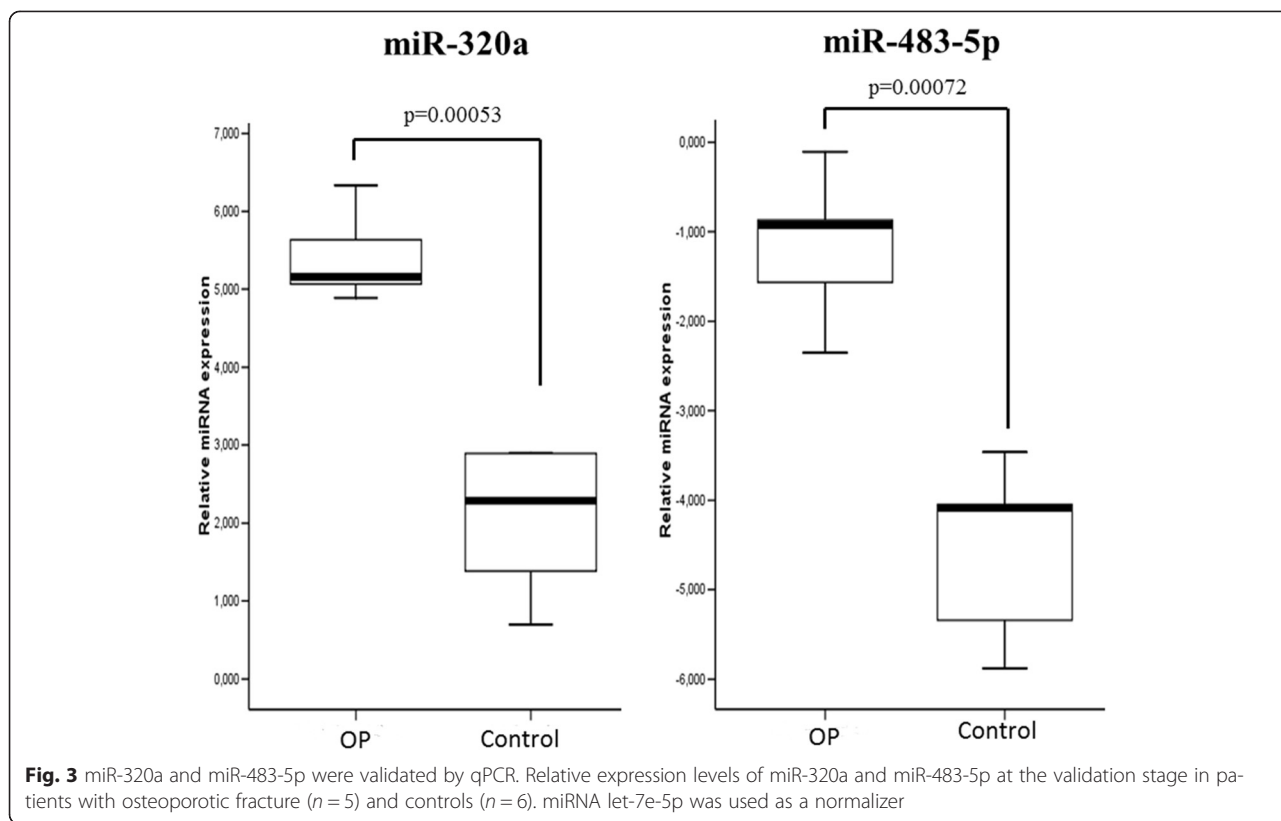 miR-320a
miR-483-5p
p=0.00053
p=0.00072
Relative miRNA expression
7,000
6,000
5,000
4,000
3,000
2,000
1,000
0,000
OP
Control
Relative miRNA expression
0,000
-1,000
-2,000
-3,000
-4,000
-5,000
-6,000
OP
Control
Fig. 3 miR-320a and miR-483-5p were validated by qPCR. Relative expression levels of miR-320a and miR-483-5p at the validation stage in pa-
tients with osteoporotic fracture (n = 5) and controls (n = 6). miRNA let-7e-5p was used as a normalizer